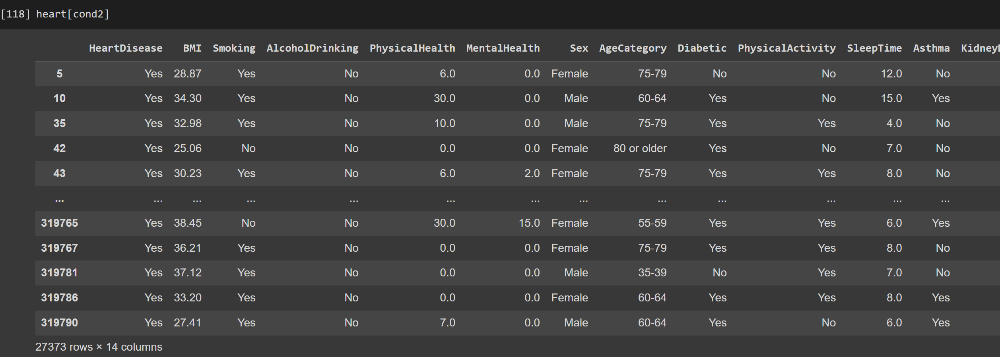 [118] heart[cond2]
HeartDisease BMI Smoking AlcoholDrinking PhysicalHealth MentalHealth Sex AgeCategory Diabetic PhysicalActivity SleepTime Asthma
5 Yes 28.87 Yes No 6.0 0.0 Female 75-79 No No 12.0 No
10 Yes 34.30 Yes No 30.0 0.0 Male 60-64 Yes No 15.0 Yes
35 Yes 32.98 Yes No 10.0 0.0 Male 75-79 Yes Yes 4.0 No
42 Yes 25.06 No No 0.0 0.0 Female 80 or older Yes No 7.0 No
43 Yes 30.23 Yes No 6.0 2.0 Female 75-79 Yes Yes 8.0 No
... ... ... ... ... ... ... ... ... ... ... ... ...
319765 Yes 38.45 No No 30.0 15.0 Female 55-59 Yes Yes 6.0 Yes
319767 Yes 36.21 Yes No 0.0 0.0 Female 75-79 Yes Yes 8.0 No
319781 Yes 37.12 Yes No 0.0 0.0 Male 35-39 No Yes 7.0 No
319786 Yes 33.20 Yes No 0.0 0.0 Female 60-64 Yes Yes 8.0 Yes
319790 Yes 27.41 Yes No 7.0 0.0 Male 60-64 Yes No 6.0 Yes
27373 rows × 14 columns